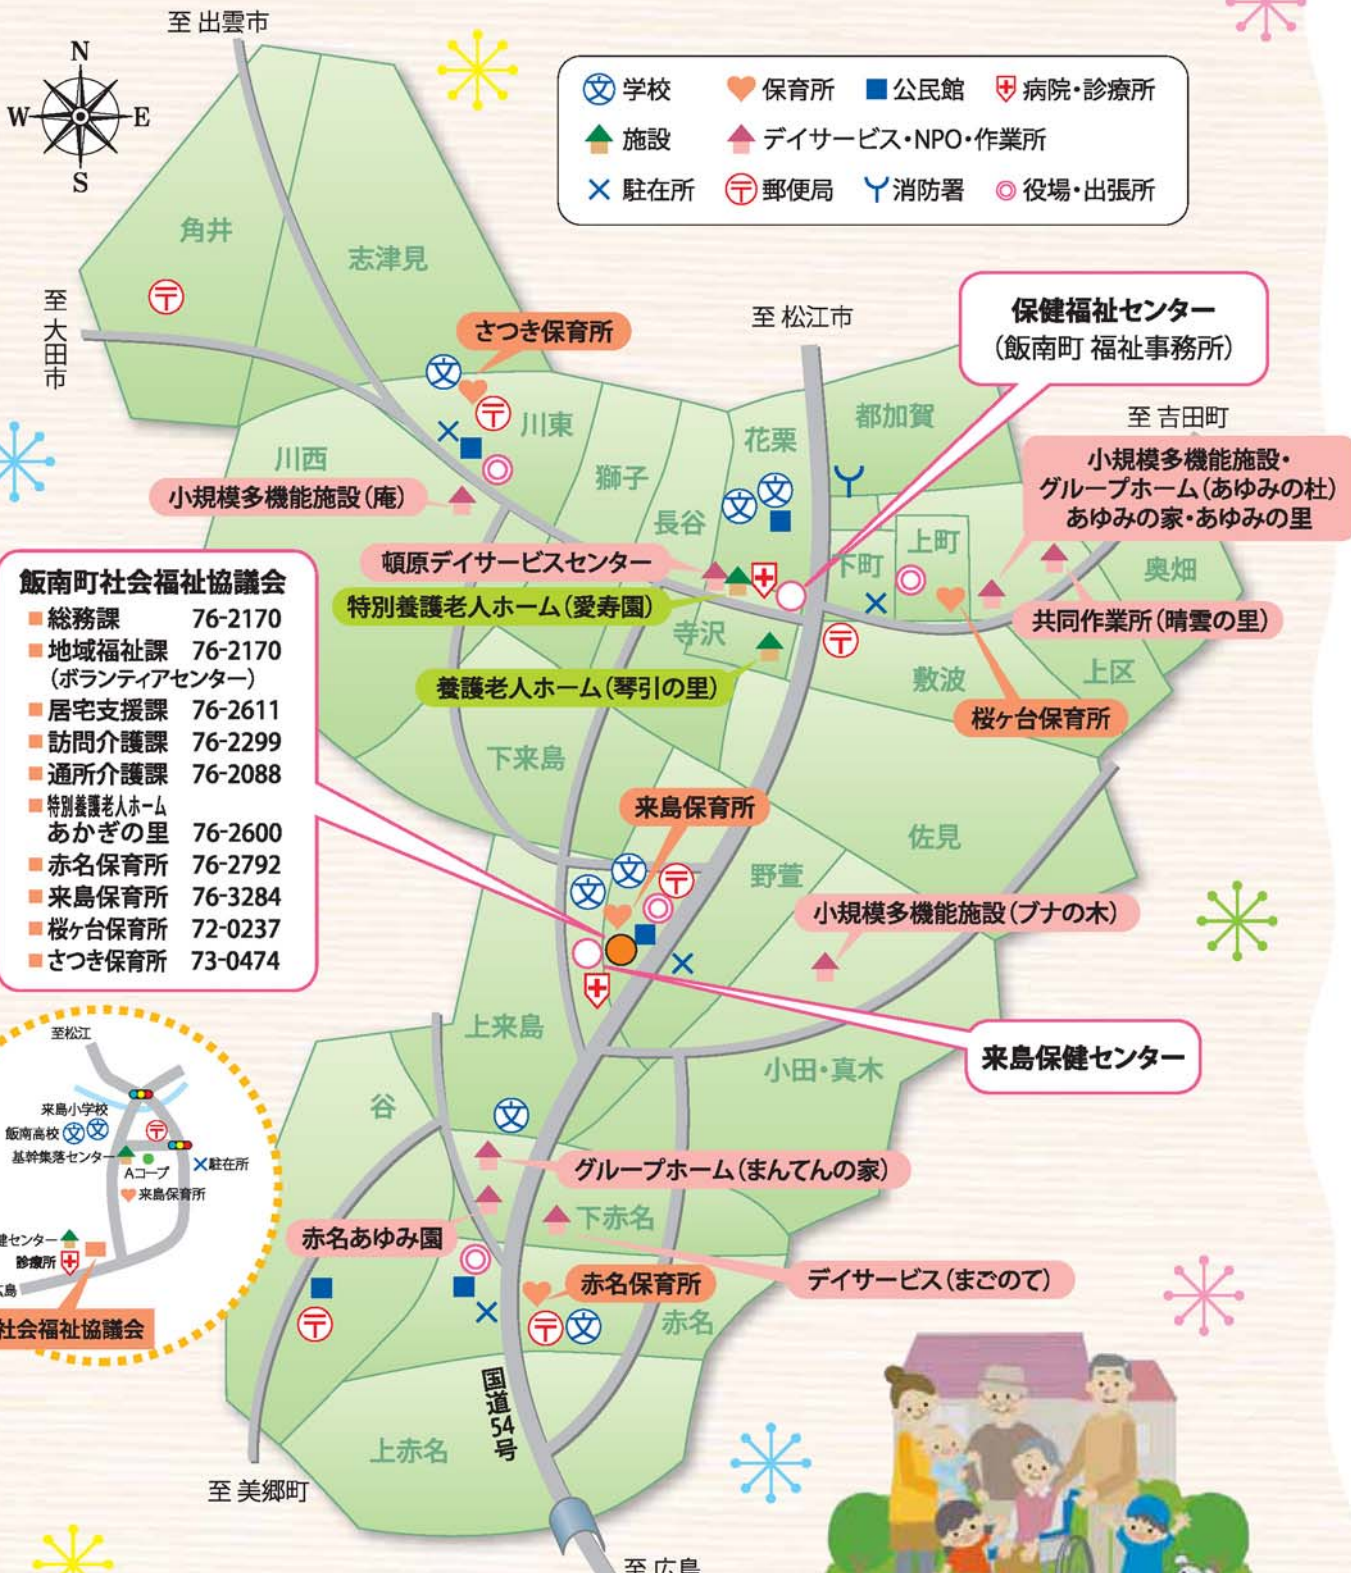 至 出雲市
N
W
E
S
学校
保育所
公民館
病院・診療所
施設
デイサービス・NPO・作業所
駐在所
郵便局
消防署
役場・出張所
角井
志津見
至 大田市
さつき保育所
至 松江市
保健福祉センター
(飯南町 福祉事務所)
至 吉田町
川東
川西
獅子
長谷
花栗
都加賀
小規模多機能施設(庵)
小規模多機能施設・
グループホーム(あゆみの杜)
あゆみの家・あゆみの里
頓原デイサービスセンター
特別養護老人ホーム(愛寿園)
下町
上町
奥畑
共同作業所(晴雲の里)
寺沢
養護老人ホーム(琴引の里)
敷波
上区
桜ヶ台保育所
飯南町社会福祉協議会
総務課 76-2170
地域福祉課 76-2170
(ボランティアセンター)
居宅支援課 76-2611
訪問介護課 76-2299
通所介護課 76-2088
特別養護老人ホーム
あかぎの里 76-2600
赤名保育所 76-2792
来島保育所 76-3284
桜ヶ台保育所 72-0237
さつき保育所 73-0474
下来島
来島保育所
佐見
野萱
小規模多機能施設(ブナの木)
上来島
来島保健センター
小田・真木
谷
グループホーム(まんてんの家)
下赤名
赤名あゆみ園
デイサービス(まごのて)
赤名保育所
赤名
国道54号
上赤名
至 美郷町
至 広島
至松江
来島小学校
飯南高校
基幹集落センター
Aコープ
駐在所
来島保育所
健センター
診療所
広島
社会福祉協議会